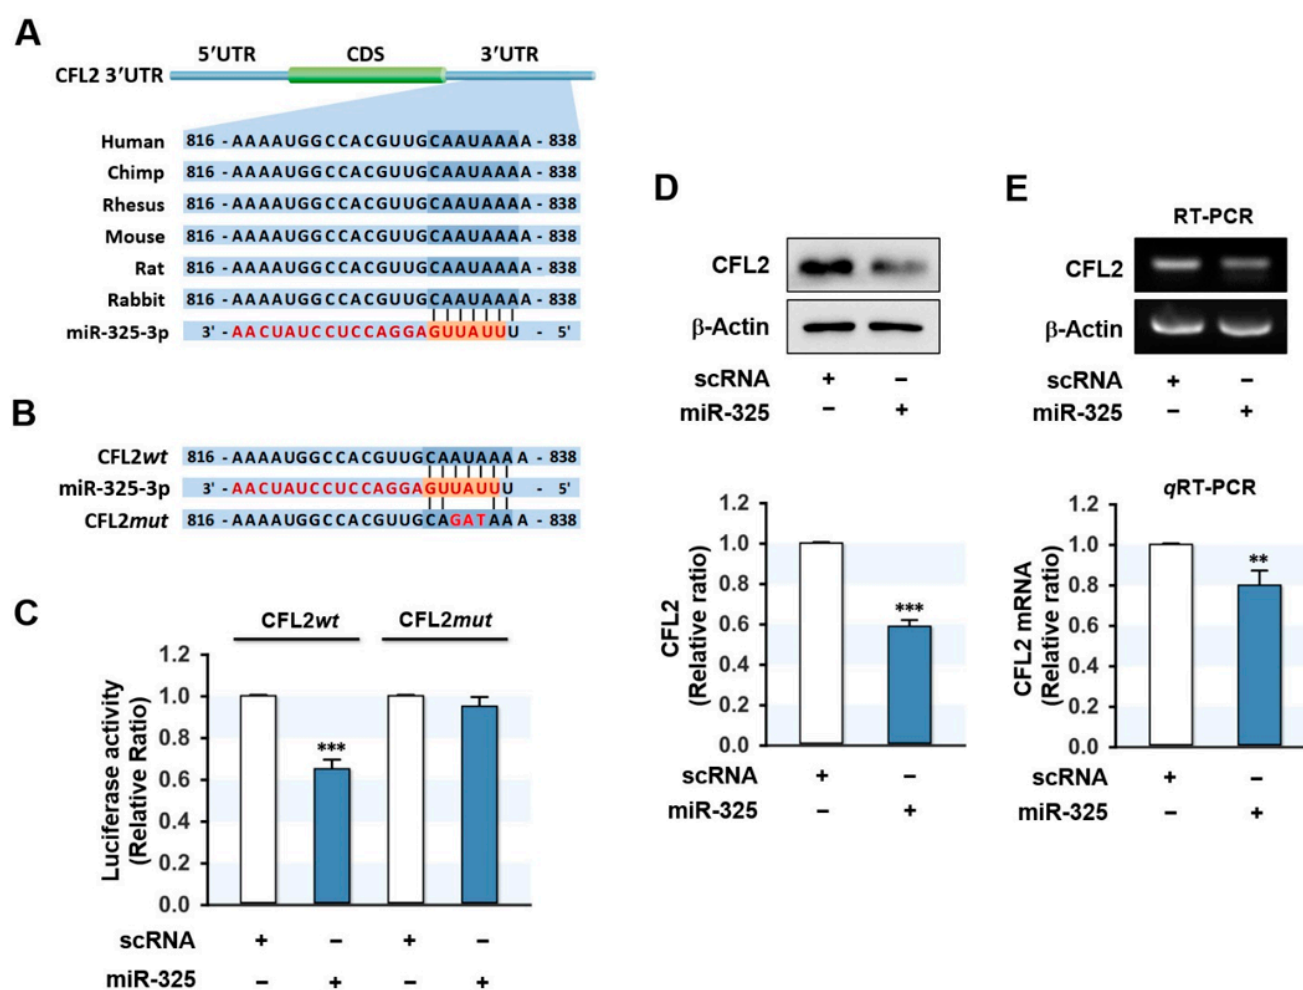 A
5′UTR CDS 3′UTR
CFL2 3′UTR
Human 816 - AAAAUGGCCACGUUGCAAUAAAA - 838
Chimp 816 - AAAAUGGCCACGUUGCAAUAAAA - 838
Rhesus 816 - AAAAUGGCCACGUUGCAAUAAAA - 838
Mouse 816 - AAAAUGGCCACGUUGCAAUAAAA - 838
Rat 816 - AAAAUGGCCACGUUGCAAUAAAA - 838
Rabbit 816 - AAAAUGGCCACGUUGCAAUAAAA - 838
miR-325-3p 3' AACUAUCCUCCAGGAGUUAUUU - 5'
B
CFL2wt 816 - AAAAUGGCCACGUUGCAAUAAAA - 838
miR-325-3p 3' AACUAUCCUCCAGGAGUUAUUU - 5'
CFL2mut 816 - AAAAUGGCCACGUUGCAGATAAA - 838
C
CFL2wt CFL2mut
Luciferase activity
(Relative Ratio)
1.2
1.0
0.8
0.6
0.4
0.2
0.0
***
scRNA + – + –
miR-325 – + – +
D
CFL2
β-Actin
scRNA + –
miR-325 – +
CFL2
(Relative ratio)
1.2
1.0
0.8
0.6
0.4
0.2
0.0
***
scRNA + –
miR-325 – +
E
RT-PCR
CFL2
β-Actin
scRNA + –
miR-325 – +
qRT-PCR
CFL2 mRNA
(Relative ratio)
1.2
1.0
0.8
0.6
0.4
0.2
0.0
**
scRNA + –
miR-325 – +